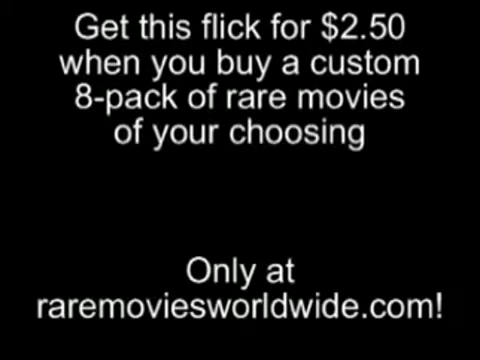 Get this flick for $2.50
when you buy a custom
8-pack of rare movies
of your choosing
Only at
raremoviesworldwide.com!